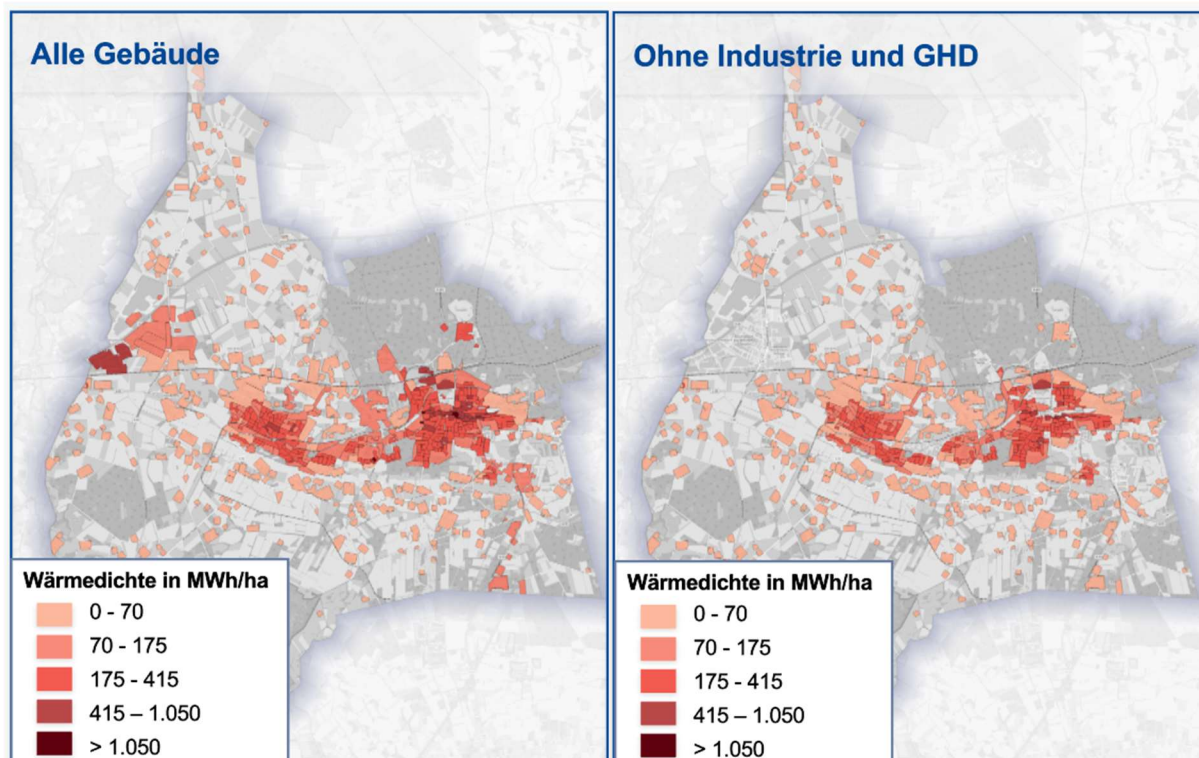 Alle Gebäude
Wärmedichte in MWh/ha
0 - 70
70 - 175
175 - 415
415 – 1.050
> 1.050
Ohne Industrie und GHD
Wärmedichte in MWh/ha
0 - 70
70 - 175
175 - 415
415 – 1.050
> 1.050